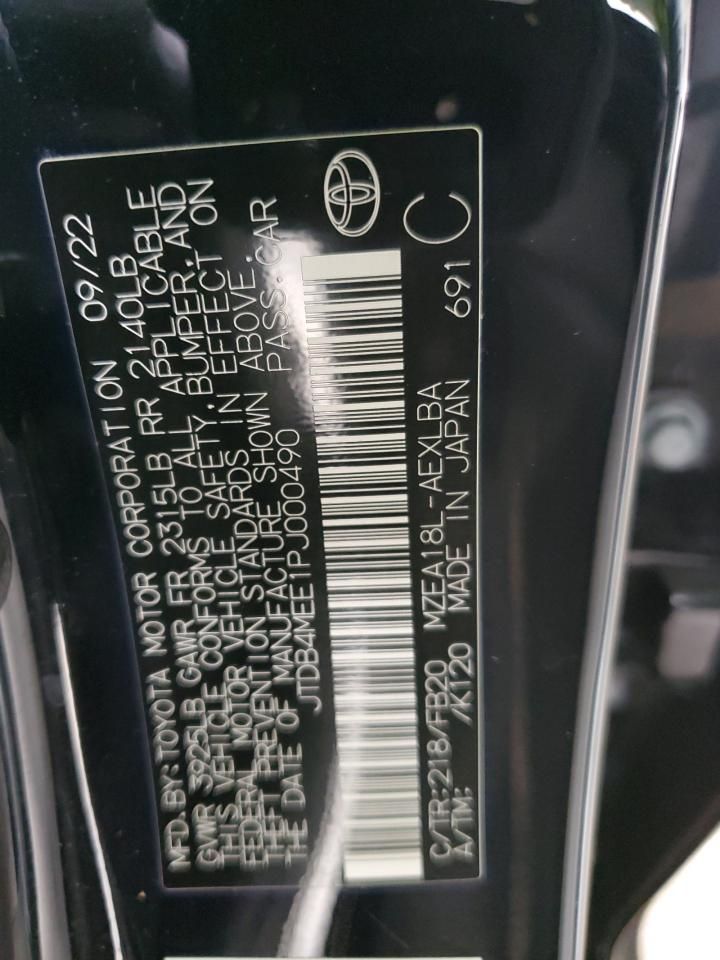 MFD.BY:TOYOTA MOTOR CORPORATION 09/22
GVWR 3925LB GAWR FR 2315LB RR 2140LB
THIS VEHICLE CONFORMS TO ALL APPLICABLE
FEDERAL MOTOR VEHICLE SAFETY, BUMPER, AND
THEFT PREVENTION STANDARDS IN EFFECT ON
THE DATE OF MANUFACTURE SHOWN ABOVE.
JTDB4MEE1PJ000490 PASS.CAR
C/TR:218/FB20 MZEA18L-AEXLBA
A/TM: /K120 MADE IN JAPAN 691
C